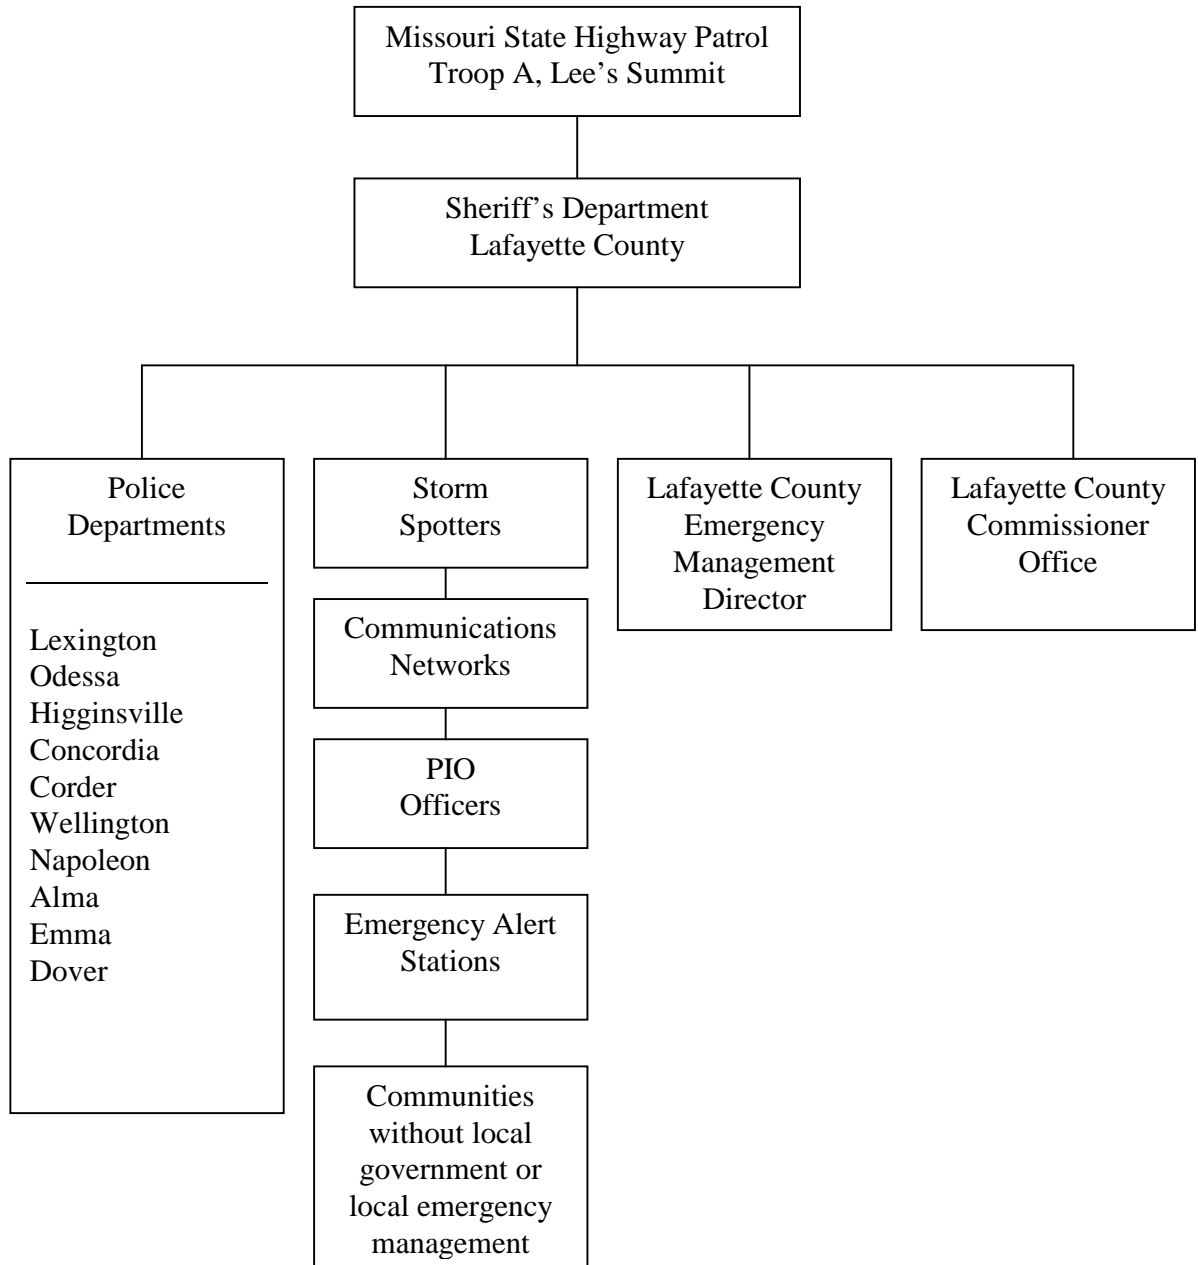 Missouri State Highway Patrol
Troop A, Lee’s Summit
Sheriff’s Department
Lafayette County
Police
Departments
Lexington
Odessa
Higginsville
Concordia
Corder
Wellington
Napoleon
Alma
Emma
Dover
Storm
Spotters
Communications
Networks
PIO
Officers
Emergency Alert
Stations
Communities
without local
government or
local emergency
management
Lafayette County
Emergency
Management
Director
Lafayette County
Commissioner
Office